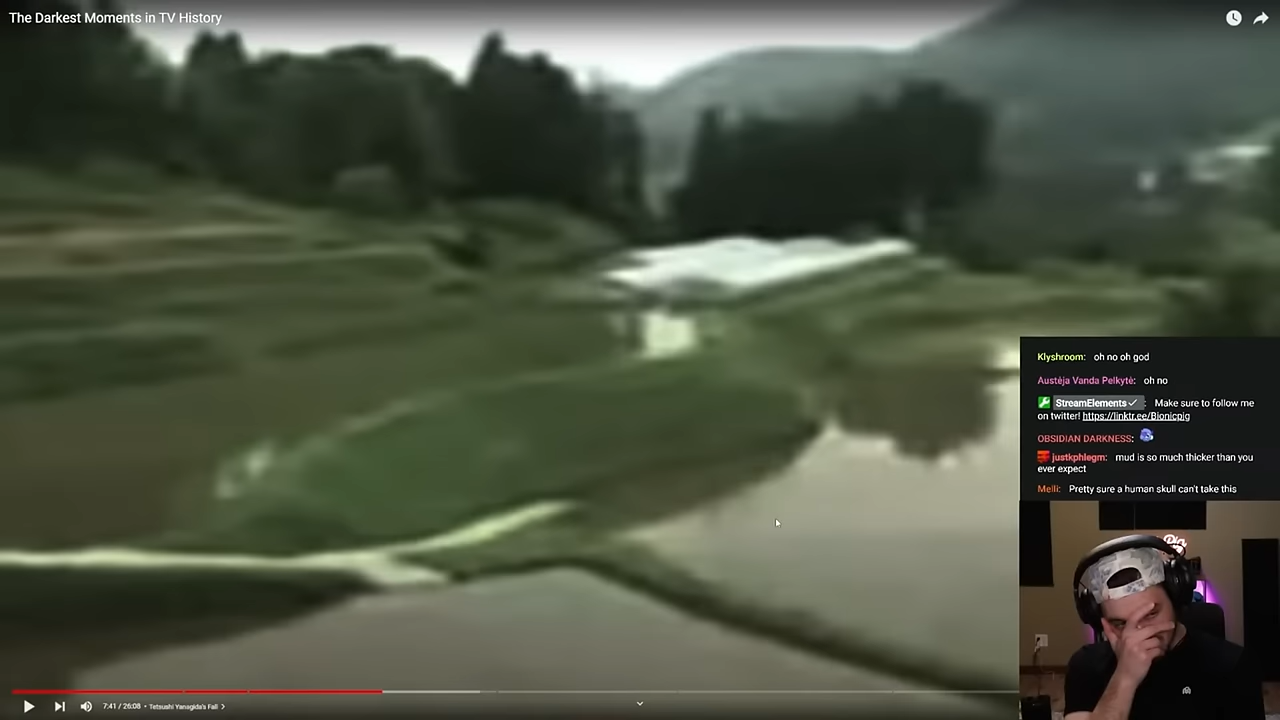 The Darkest Moments in TV History
Klyshroom: oh no oh god
Austėja Vanda Pelkytė: oh no
StreamElements ✓: Make sure to follow me
on twitter! https://linktr.ee/Bionicpig
OBSIDIAN DARKNESS:
justkphlegm: mud is so much thicker than you
ever expect
Meili: Pretty sure a human skull can't take this
Pig
7:41 / 26:08 • Tetsushi Yanagida's Fall >